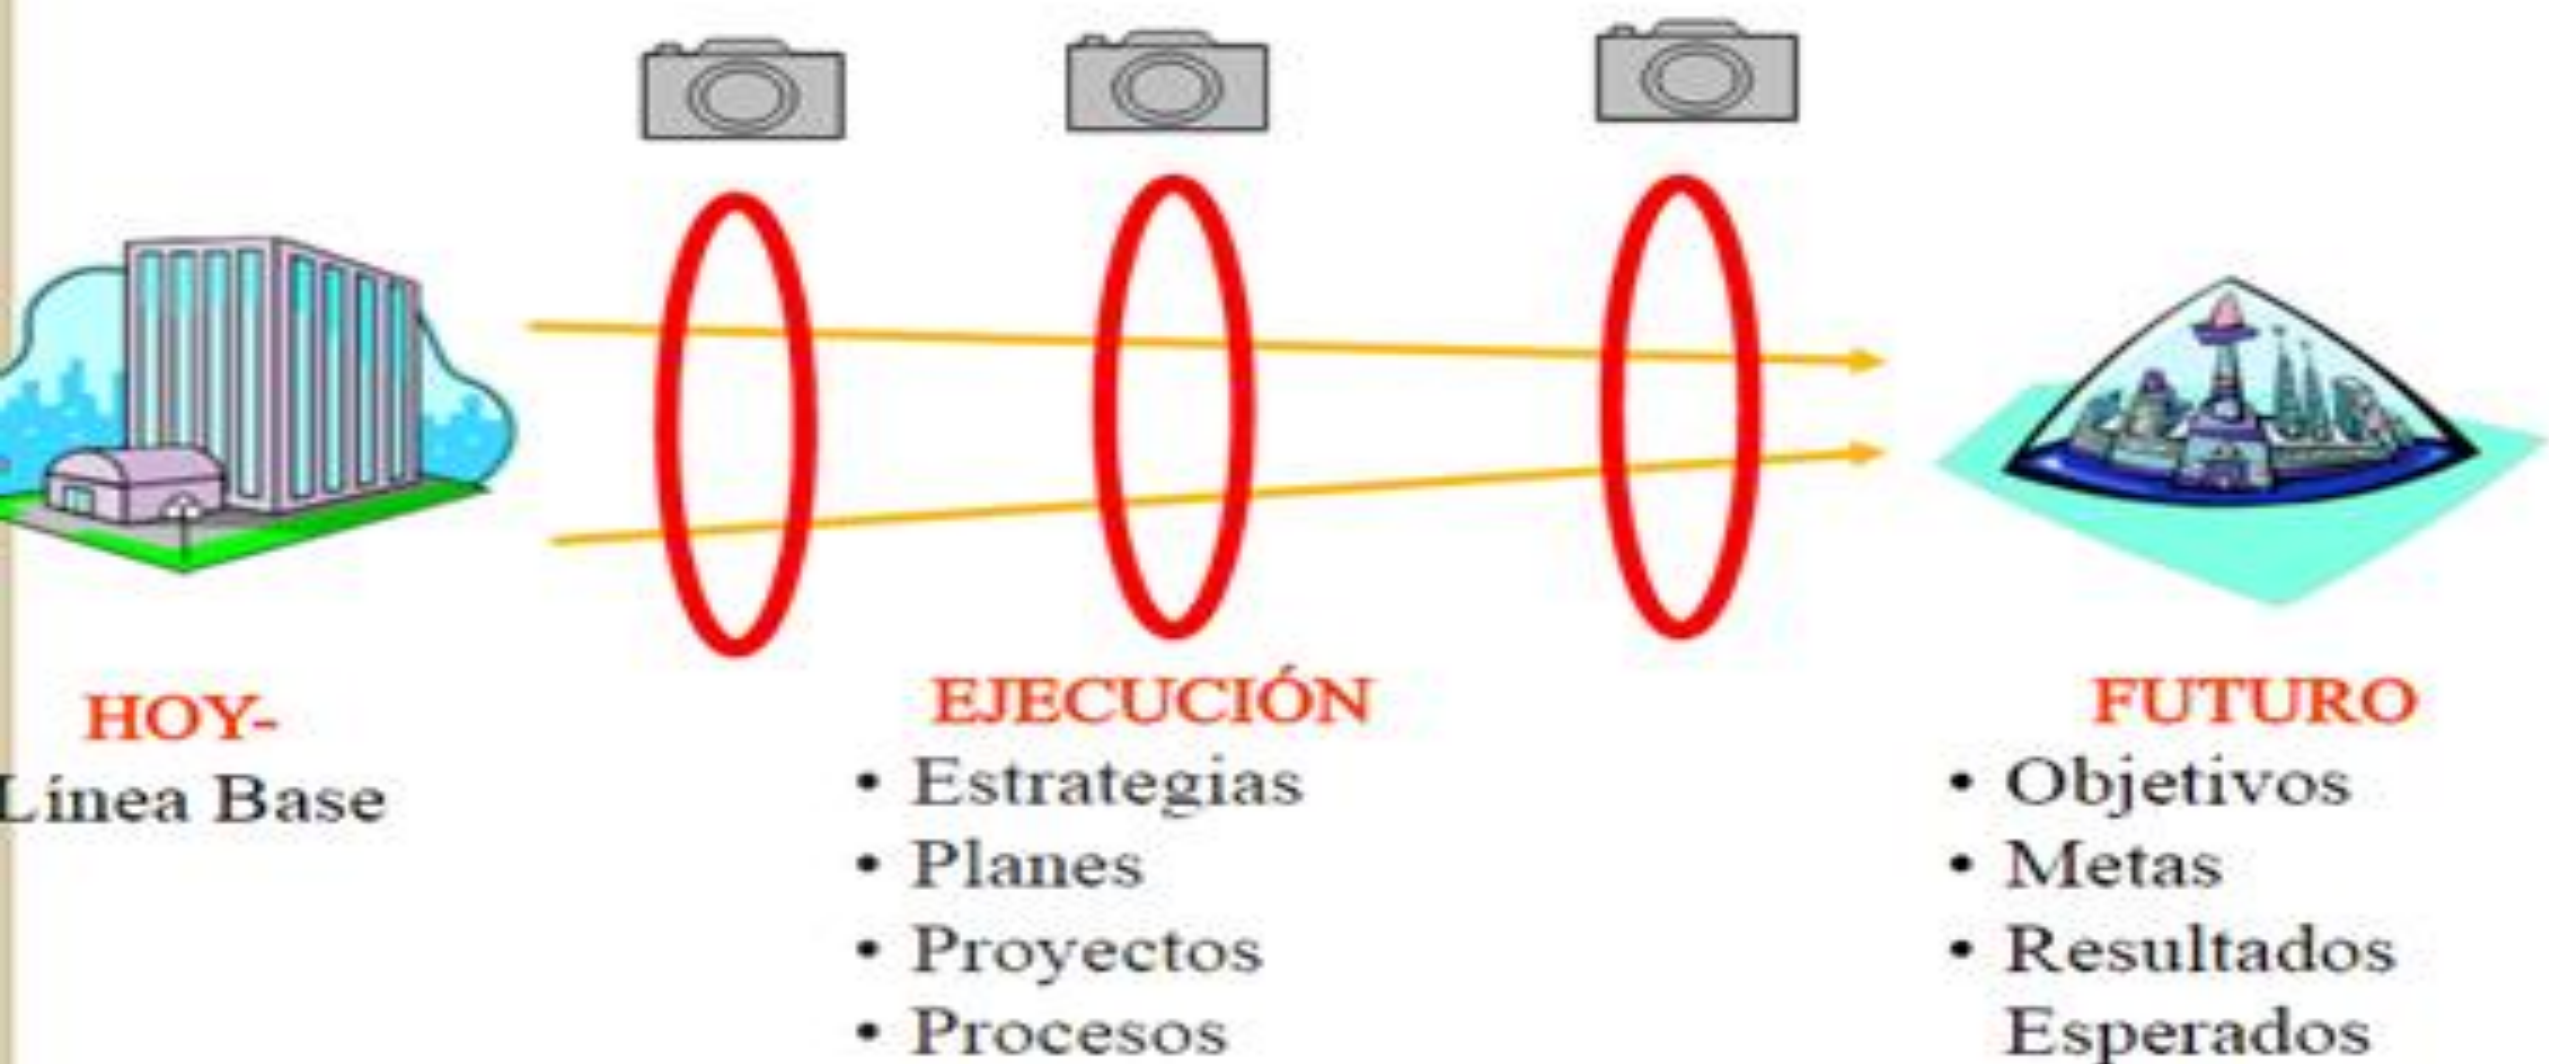 HOY-
Línea Base
EJECUCIÓN
• Estrategias
• Planes
• Proyectos
• Procesos
FUTURO
• Objetivos
• Metas
• Resultados
Esperados